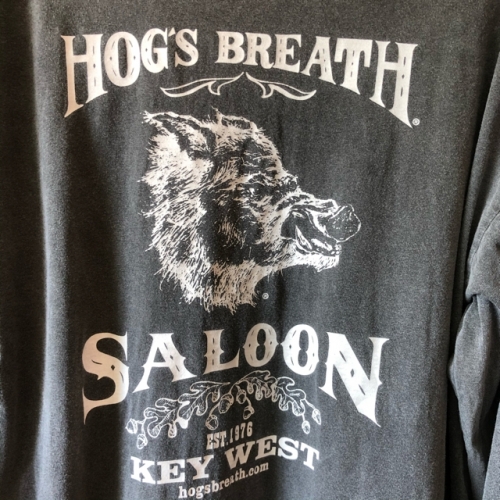 HOG'S BREATH
®
®
SALOON
EST. 1976
KEY WEST
hogsbreath.com